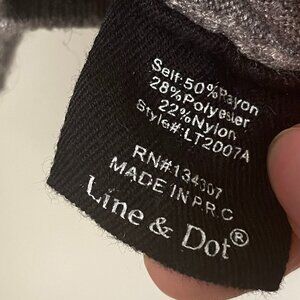 Self:50%Rayon
28%Polyester
22%Nylon
Style#:LT2007A
RN#134307
MADE IN P.R.C
Line & Dot®